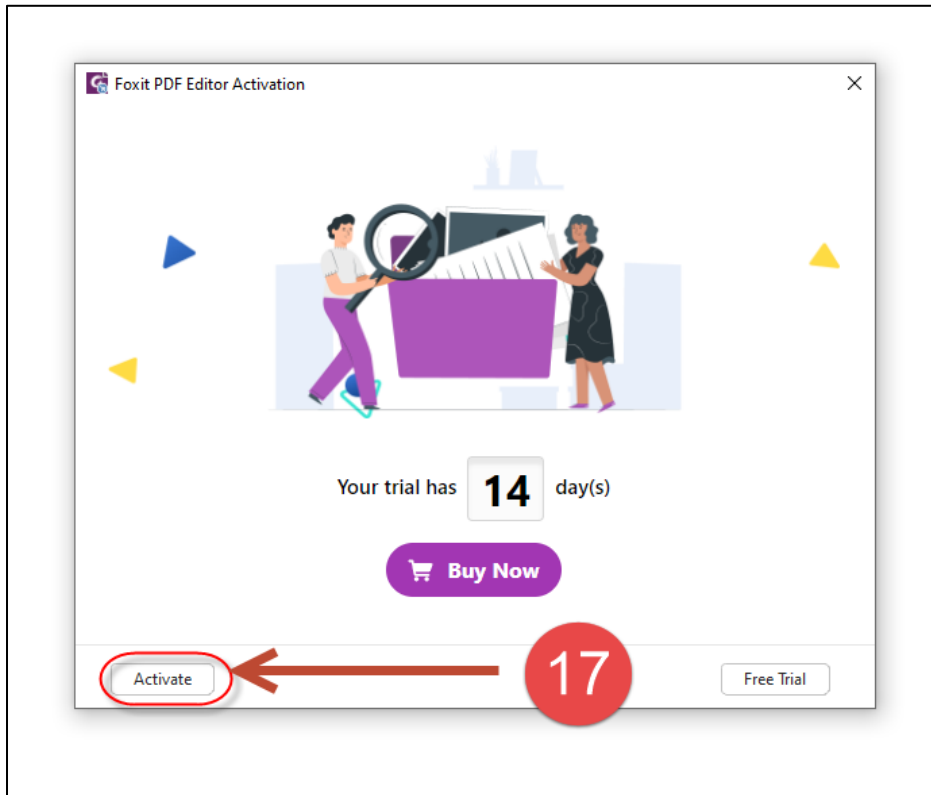 Foxit PDF Editor Activation
Your trial has 14 day(s)
Buy Now
Activate
17
Free Trial